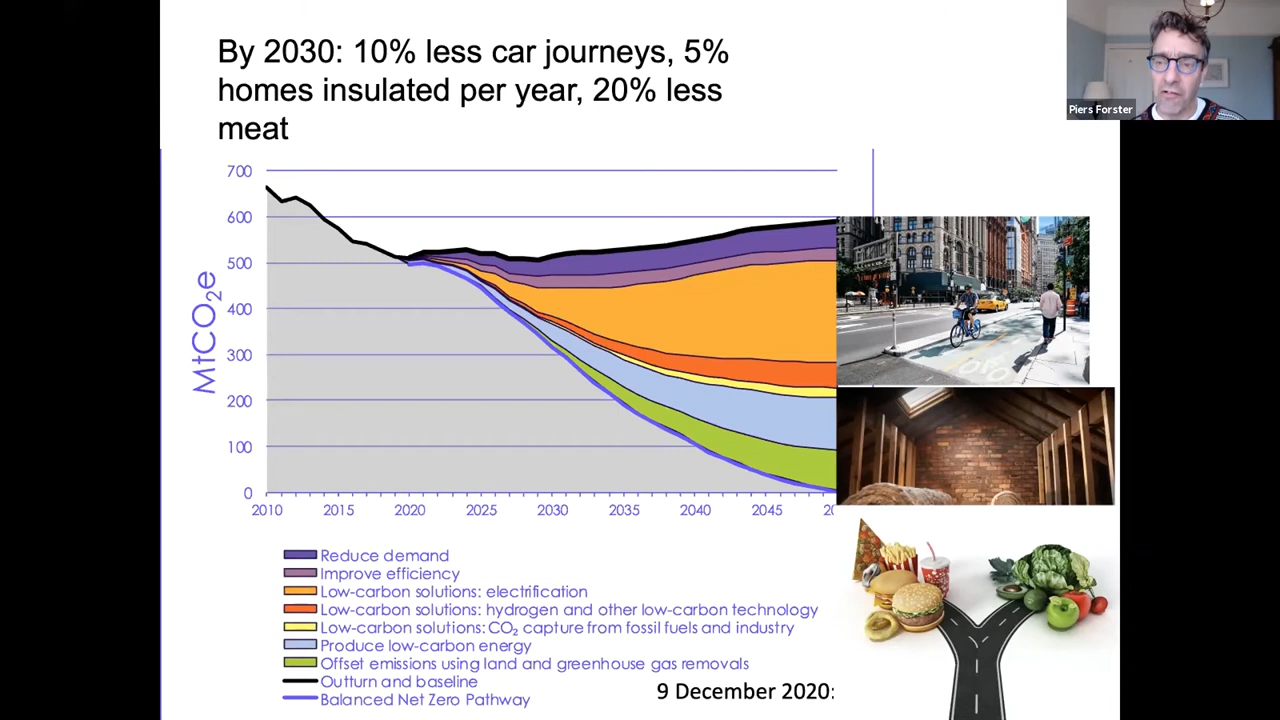 By 2030: 10% less car journeys, 5%
homes insulated per year, 20% less
meat
Piers Forster
MtCO₂e
700
600
500
400
300
200
100
0
2010
2015
2020
2025
2030
2035
2040
2045
Reduce demand
Improve efficiency
Low-carbon solutions: electrification
Low-carbon solutions: hydrogen and other low-carbon technology
Low-carbon solutions: CO₂ capture from fossil fuels and industry
Produce low-carbon energy
Offset emissions using land and greenhouse gas removals
Outturn and baseline
Balanced Net Zero Pathway
9 December 2020: